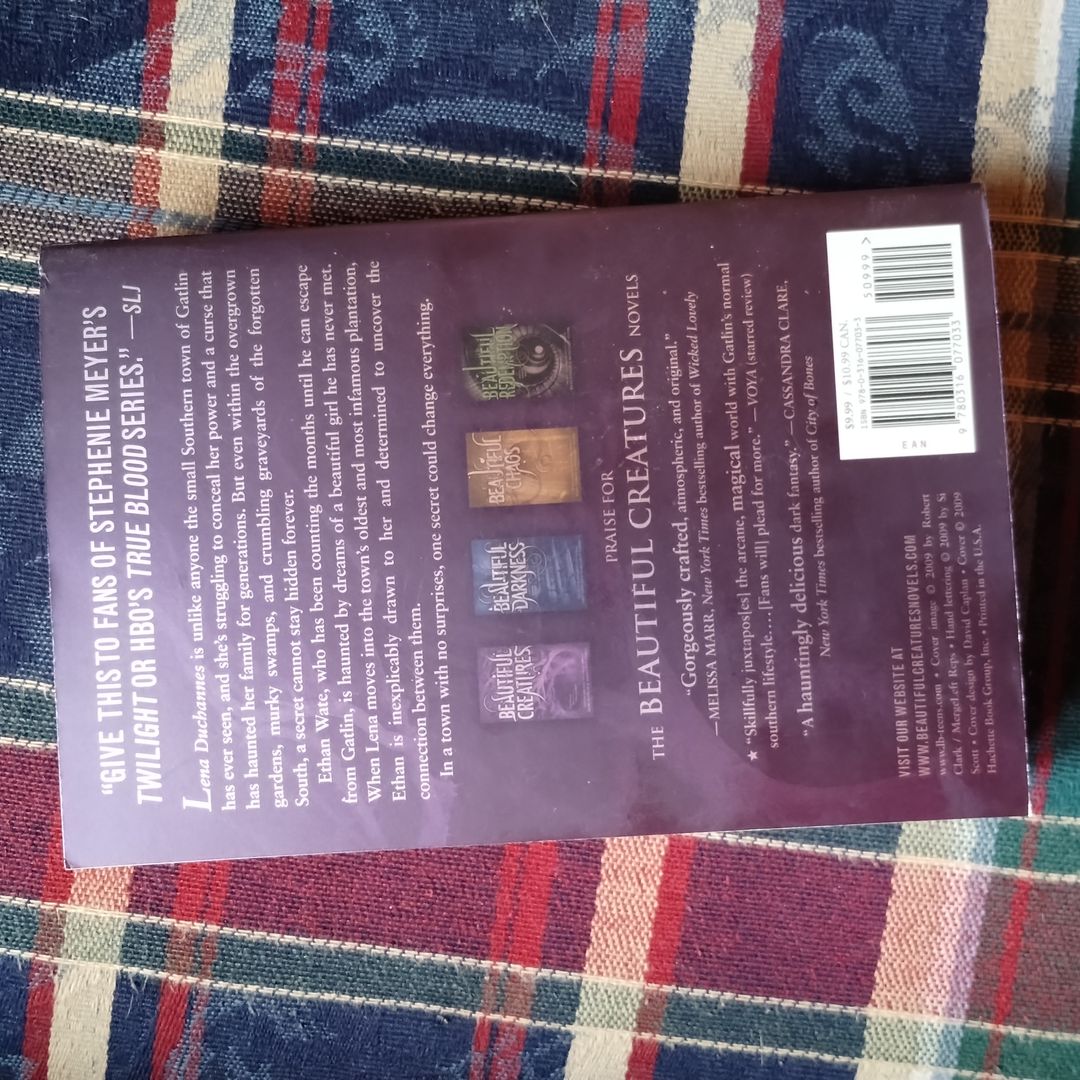 "GIVE THIS TO FANS OF STEPHENIE MEYER'S
TWILIGHT OR HBO'S TRUE BLOOD SERIES." —SLJ
Lena Duchannes is unlike anyone the small Southern town of Gatlin
has ever seen, and she's struggling to conceal her power and a curse that
has haunted her family for generations. But even within the overgrown
gardens, murky swamps, and crumbling graveyards of the forgotten
South, a secret cannot stay hidden forever.
Ethan Wate, who has been counting the months until he can escape
from Gatlin, is haunted by dreams of a beautiful girl he has never met.
When Lena moves into the town's oldest and most infamous plantation,
Ethan is inexplicably drawn to her and determined to uncover the
connection between them.
In a town with no surprises, one secret could change everything.
BEAUTIFUL
CREATURES
BEAUTIFUL
DARKNESS
BEAUTIFUL
CHAOS
BEAUTIFUL
REDEMPTION
PRAISE FOR
THE BEAUTIFUL CREATURES NOVELS
"Gorgeously crafted, atmospheric, and original."
—MELISSA MARR, New York Times bestselling author of Wicked Lovely
★ "Skillfully juxtapos[es] the arcane, magical world with Gatlin's normal
southern lifestyle.... [Fans will] plead for more." —VOYA (starred review)
"A hauntingly delicious dark fantasy." —CASSANDRA CLARE,
New York Times bestselling author of City of Bones
VISIT OUR WEBSITE AT
WWW.BEAUTIFULCREATURESNOVELS.COM
www.lb-teens.com • Cover image © 2009 by Robert
Clark / MergeLeft Reps • Hand lettering © 2009 by Si
Scott • Cover design by David Caplan • Cover © 2009
Hachette Book Group, Inc. • Printed in the U.S.A.
$9.99 / $10.99 CAN.
ISBN 978-0-316-07703-3
50999>
EAN
9 780316 077033